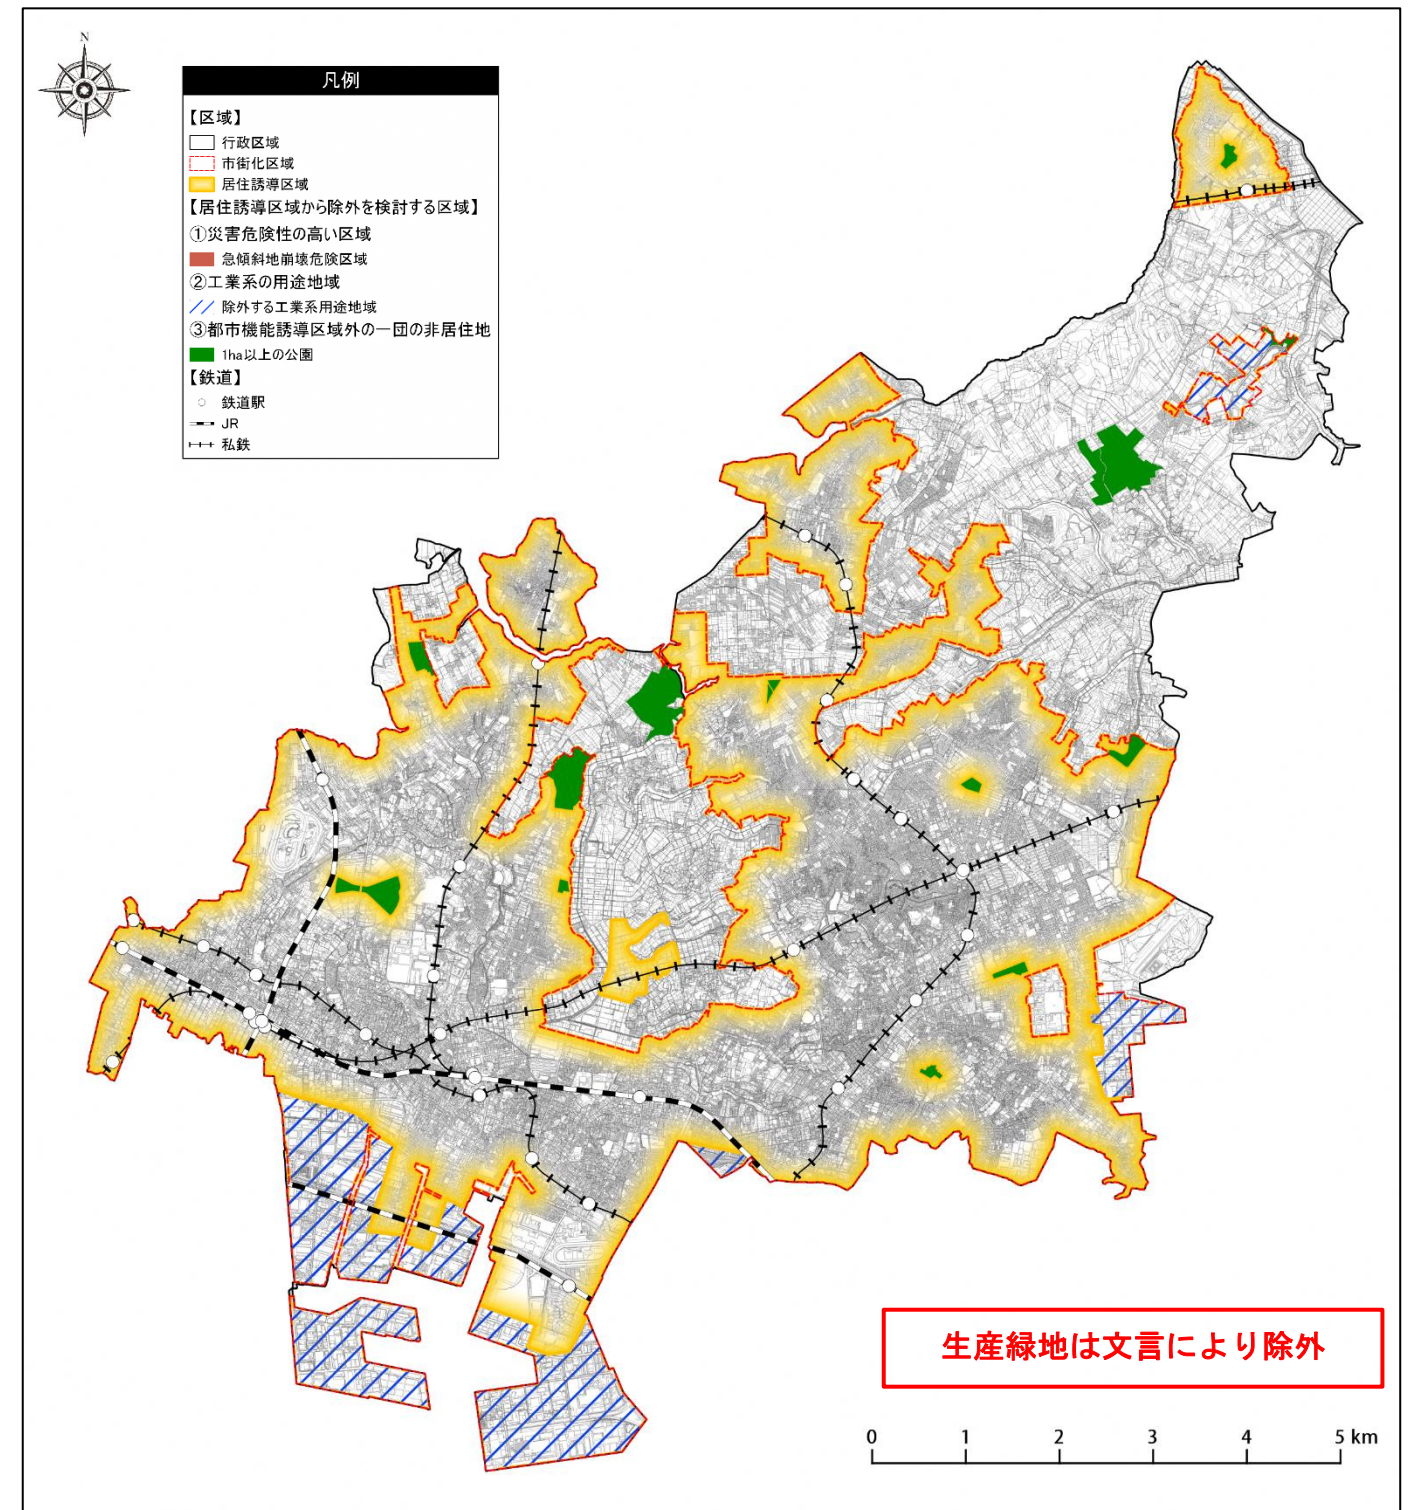 N
凡例
【区域】
行政区域
市街化区域
居住誘導区域
【居住誘導区域から除外を検討する区域】
①災害危険性の高い区域
急傾斜地崩壊危険区域
②工業系の用途地域
除外する工業系用途地域
③都市機能誘導区域外の一団の非居住地
1ha以上の公園
【鉄道】
鉄道駅
JR
私鉄
生産緑地は文言により除外
0 1 2 3 4 5 km